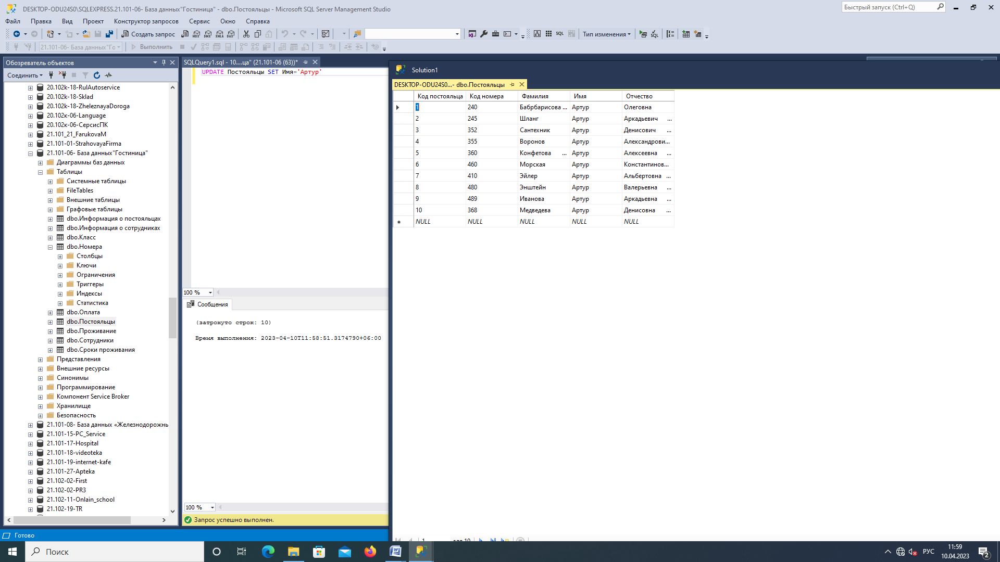 DESKTOP-ODU24S0\SQLEXPRESS.21.101-06- База данных"Гостиница" - dbo.Постояльцы - Microsoft SQL Server Management Studio
Быстрый запуск (Ctrl+Q)
Файл Правка Вид Проект Конструктор запросов Сервис Окно Справка
Создать запрос
MDX DMX XMLA DAX
SQL
Тип изменения
21.101-06- База данных"Го
Выполнить
Обозреватель объектов
Соединить
20.102k-18-RulAutoservice
20.102k-18-Sklad
20.102k-18-ZheleznayaDoroga
20.102к-06-Language
20.102к-06-СерсисПК
21.101_21_FarukovaM
21.101-01-StrahovayaFirma
21.101-06- База данных"Гостиница"
Диаграммы баз данных
Таблицы
Системные таблицы
FileTables
Внешние таблицы
Графовые таблицы
dbo.Информация о постояльцах
dbo.Информация о сотрудниках
dbo.Класс
dbo.Номера
Столбцы
Ключи
Ограничения
Триггеры
Индексы
Статистика
dbo.Оплата
dbo.Постояльцы
dbo.Проживание
dbo.Сотрудники
dbo.Сроки проживания
Представления
Внешние ресурсы
Синонимы
Программирование
Компонент Service Broker
Хранилище
Безопасность
21.101-08- База данных «Железнодорожнь
21.101-15-PC_Service
21.101-17-Hospital
21.101-18-videoteka
21.101-19-internet-kafe
21.101-27-Apteka
21.102-02-First
21.102-02-PR3
21.102-11-Onlain_school
21.102-19-TR
SQLQuery1.sql - 10....ца" (21.101-06 (63))*
UPDATE Постояльцы SET Имя='Артур'
100 %
Сообщения
(затронуто строк: 10)
Время выполнения: 2023-04-10T11:58:51.3174790+06:00
100 %
Запрос успешно выполнен.
Solution1
DESKTOP-ODU24S0...- dbo.Постояльцы
Код постояльца Код номера Фамилия Имя Отчество
1 240 Бабрбарисова ... Артур Олеговна
2 245 Шланг Артур Аркадьевич ...
3 352 Сантехник Артур Денисович ...
4 355 Воронов Артур Александрови...
5 360 Конфетова ... Артур Алексеевна ...
6 460 Морская Артур Константинов...
7 410 Эйлер Артур Альбертовна ...
8 480 Энштейн Артур Валерьевна ...
9 489 Иванова Артур Аркадьевна ...
10 368 Медведева Артур Денисовна ...
NULL NULL NULL NULL NULL
1 для 10
Готово
Поиск
РУС
11:59
10.04.2023
2